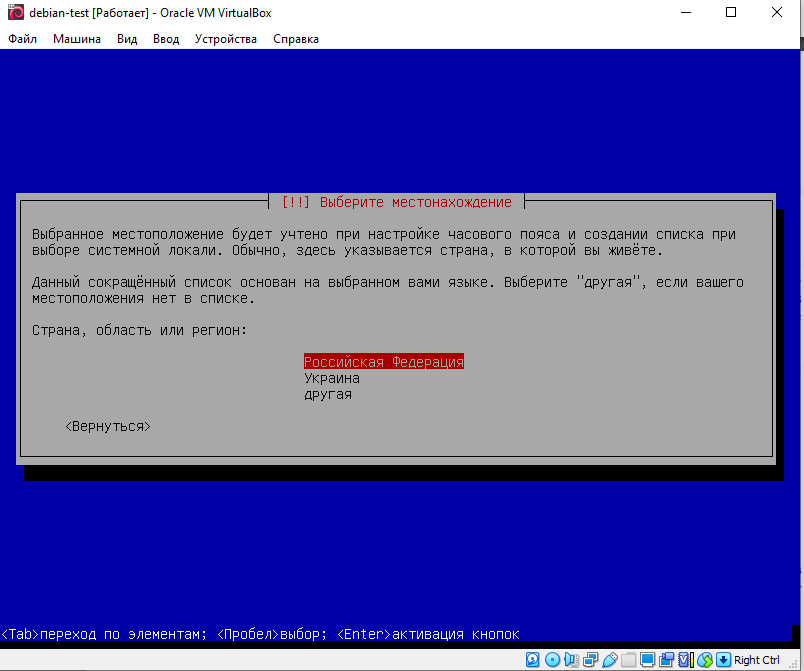 debian-test [Работает] - Oracle VM VirtualBox
Файл Машина Вид Ввод Устройства Справка
[!!] Выберите местонахождение
Выбранное местоположение будет учтено при настройке часового пояса и создании списка при
выборе системной локали. Обычно, здесь указывается страна, в которой вы живёте.
Данный сокращённый список основан на выбранном вами языке. Выберите "другая", если вашего
местоположения нет в списке.
Страна, область или регион:
Российская Федерация
Украина
другая
<Вернуться>
<Tab>переход по элементам; <Пробел>выбор; <Enter>активация кнопок
Right Ctrl